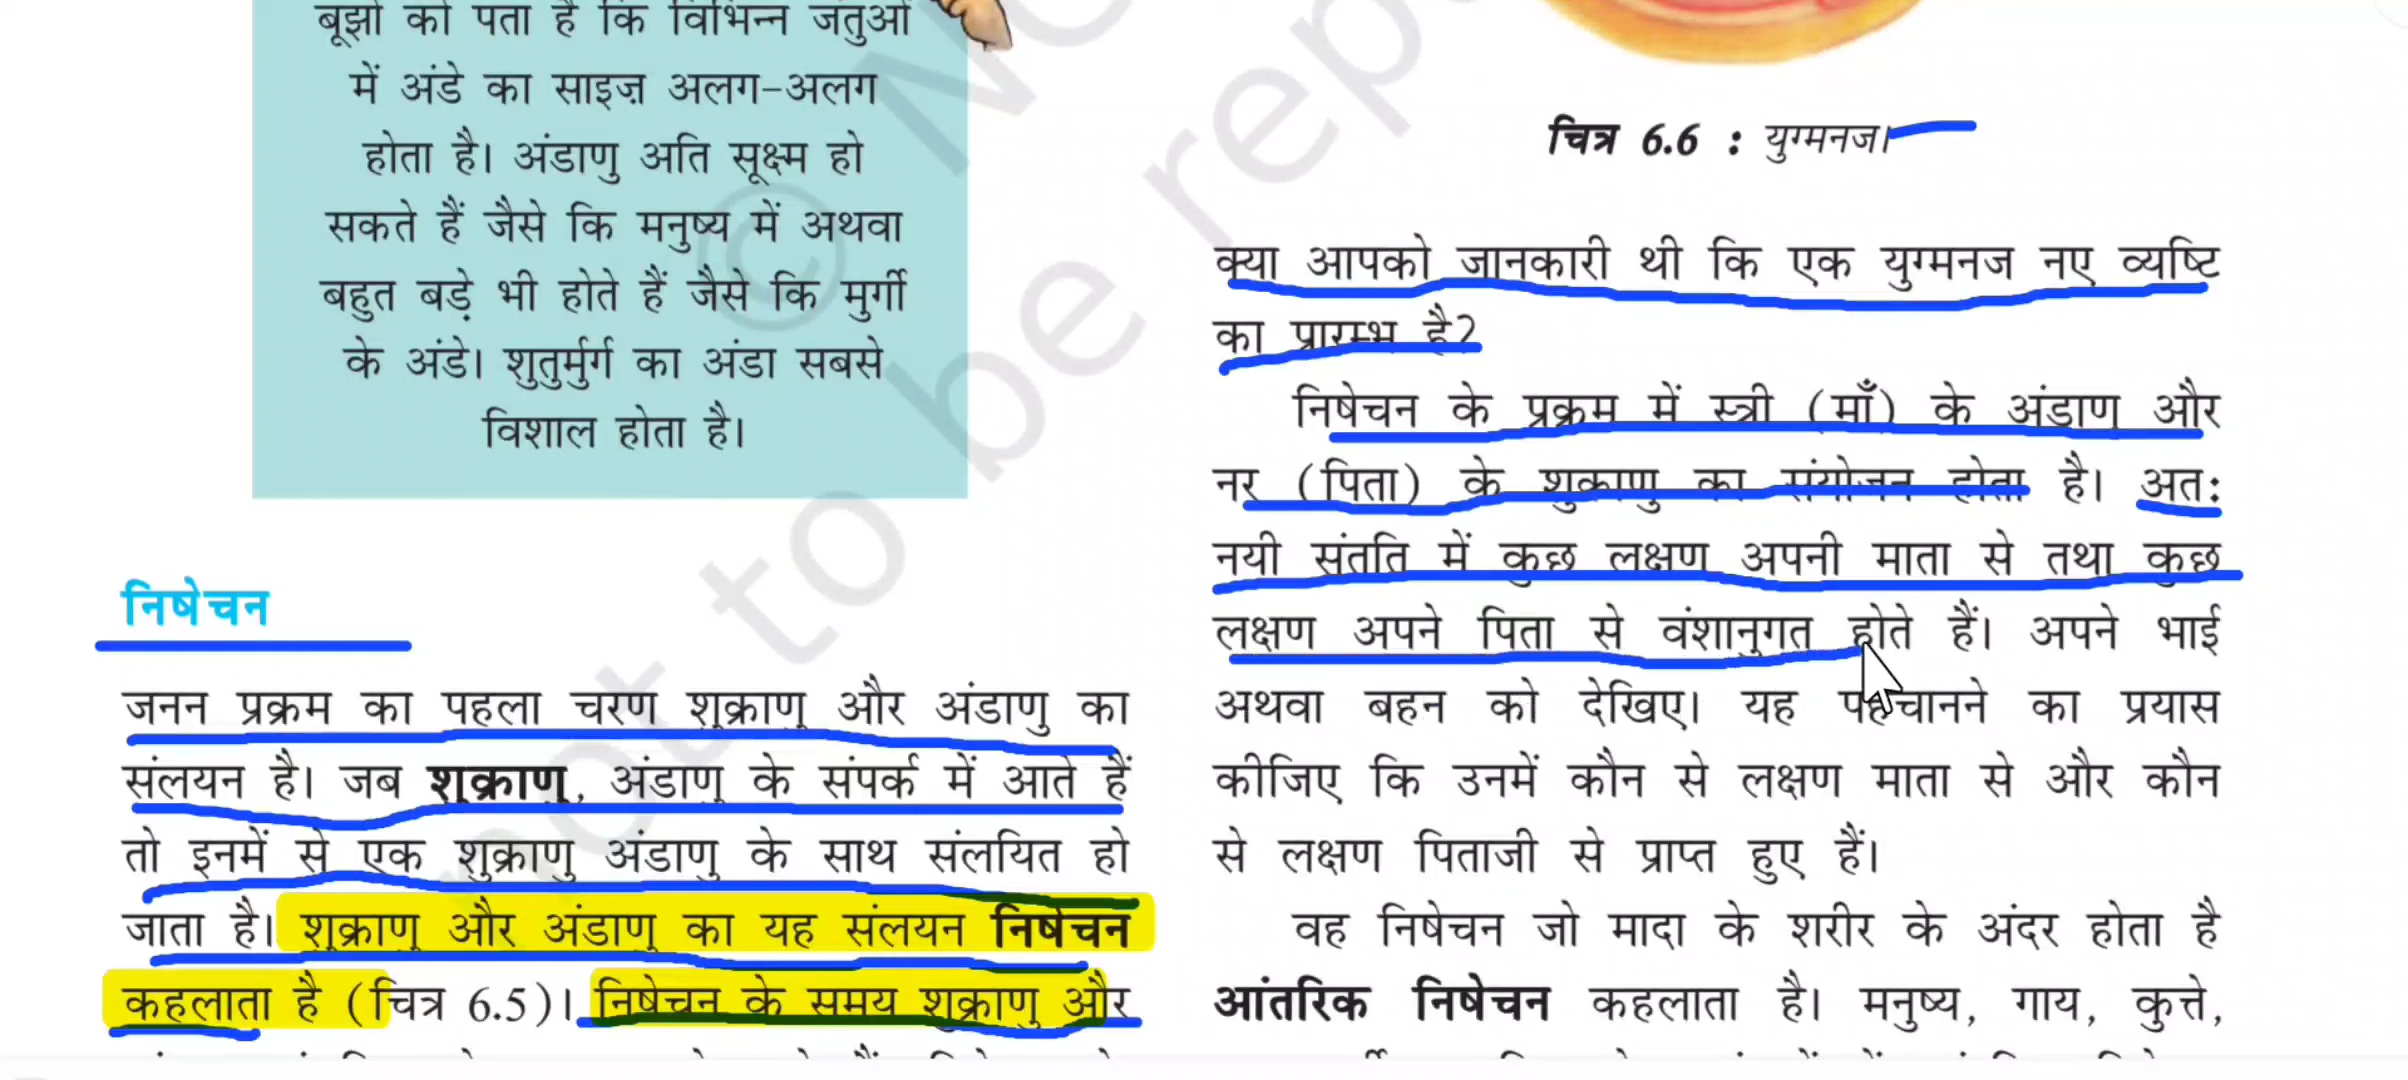 बूझो को पता है कि विभिन्न जंतुओं
में अंडे का साइज़ अलग-अलग
होता है। अंडाणु अति सूक्ष्म हो
सकते हैं जैसे कि मनुष्य में अथवा
बहुत बड़े भी होते हैं जैसे कि मुर्गी
के अंडे। शुतुर्मुर्ग का अंडा सबसे
विशाल होता है।
निषेचन
जनन प्रक्रम का पहला चरण शुक्राणु और अंडाणु का
संलयन है। जब शुक्राणु, अंडाणु के संपर्क में आते हैं
तो इनमें से एक शुक्राणु अंडाणु के साथ संलयित हो
जाता है। शुक्राणु और अंडाणु का यह संलयन निषेचन
कहलाता है (चित्र 6.5)। निषेचन के समय शुक्राणु और
चित्र 6.6 : युग्मनज।
क्या आपको जानकारी थी कि एक युग्मनज नए व्यष्टि
का प्रारम्भ है?
निषेचन के प्रक्रम में स्त्री (माँ) के अंडाणु और
नर (पिता) के शुक्राणु का संयोजन होता है। अत:
नयी संतति में कुछ लक्षण अपनी माता से तथा कुछ
लक्षण अपने पिता से वंशानुगत होते हैं। अपने भाई
अथवा बहन को देखिए। यह पहचानने का प्रयास
कीजिए कि उनमें कौन से लक्षण माता से और कौन
से लक्षण पिताजी से प्राप्त हुए हैं।
वह निषेचन जो मादा के शरीर के अंदर होता है
आंतरिक निषेचन कहलाता है। मनुष्य, गाय, कुत्ते,
©
not to be rep